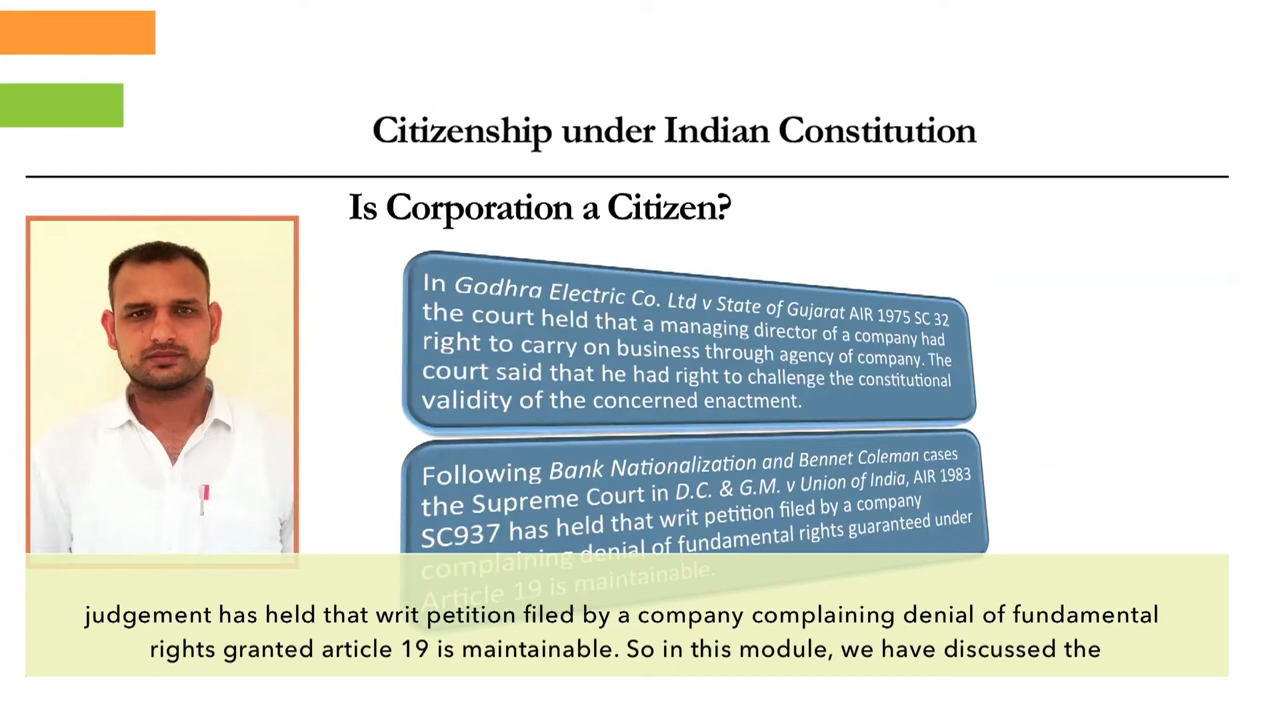 Citizenship under Indian Constitution
Is Corporation a Citizen?
In Godhra Electric Co. Ltd v State of Gujarat AIR 1975 SC 32
the court held that a managing director of a company had
right to carry on business through agency of company. The
court said that he had right to challenge the constitutional
validity of the concerned enactment.
Following Bank Nationalization and Bennet Coleman cases
the Supreme Court in D.C. & G.M. v Union of India, AIR 1983
SC937 has held that writ petition filed by a company
complaining denial of fundamental rights guaranteed under
Article 19 is maintainable.
judgement has held that writ petition filed by a company complaining denial of fundamental
rights granted article 19 is maintainable. So in this module, we have discussed the